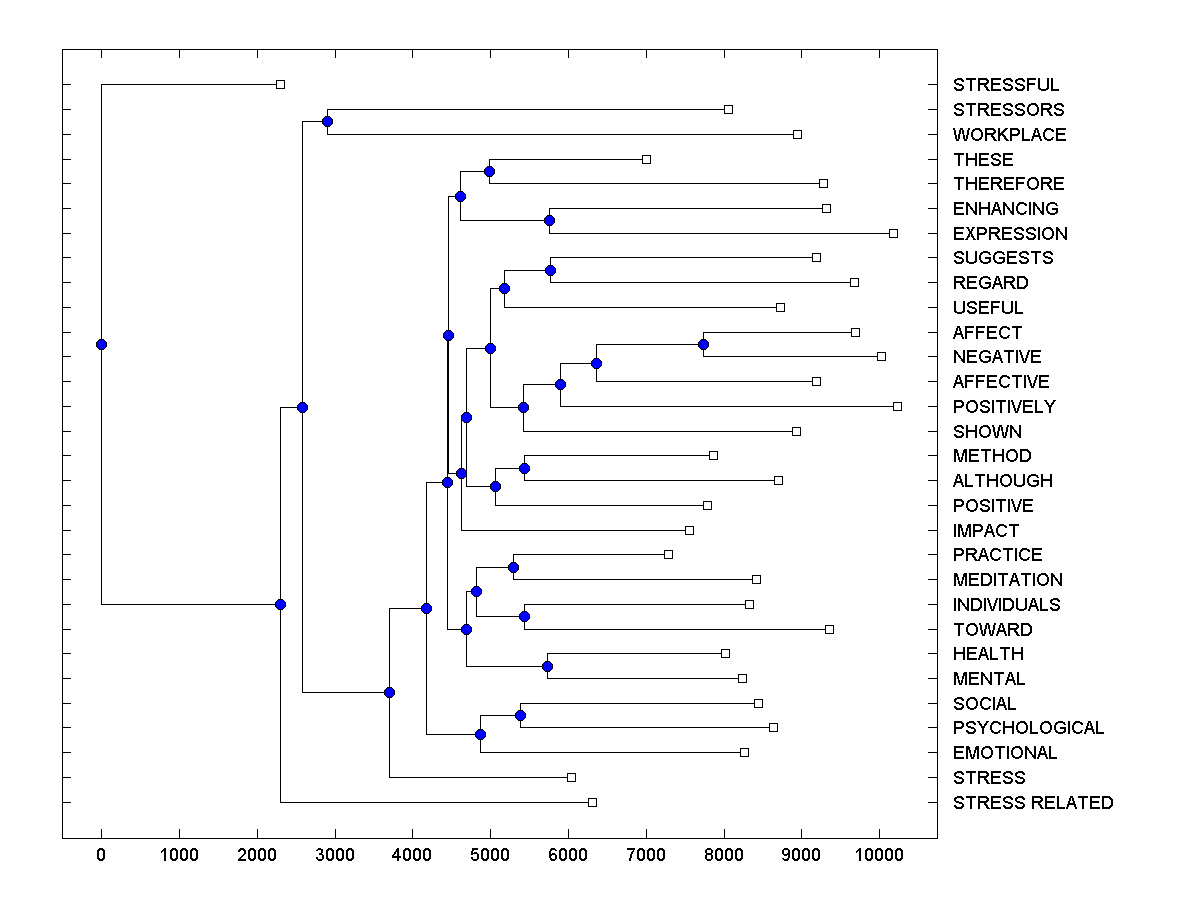 STRESSFUL
STRESSORS
WORKPLACE
THESE
THEREFORE
ENHANCING
EXPRESSION
SUGGESTS
REGARD
USEFUL
AFFECT
NEGATIVE
AFFECTIVE
POSITIVELY
SHOWN
METHOD
ALTHOUGH
POSITIVE
IMPACT
PRACTICE
MEDITATION
INDIVIDUALS
TOWARD
HEALTH
MENTAL
SOCIAL
PSYCHOLOGICAL
EMOTIONAL
STRESS
STRESS RELATED
0 1000 2000 3000 4000 5000 6000 7000 8000 9000 10000